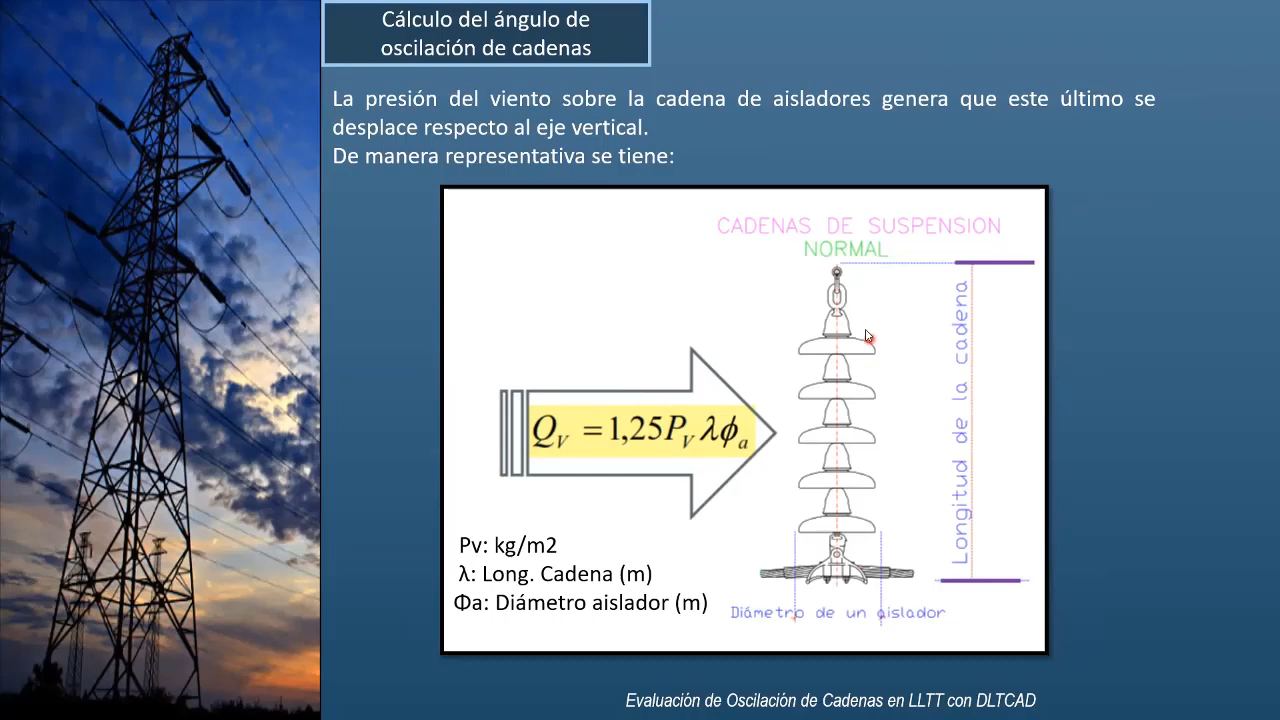 Cálculo del ángulo de
oscilación de cadenas
La presión del viento sobre la cadena de aisladores genera que este último se
desplace respecto al eje vertical.
De manera representativa se tiene:
CADENAS DE SUSPENSION
NORMAL
Longitud de la cadena
Q_V = 1,25P_V λϕ_a
Pv: kg/m2
λ: Long. Cadena (m)
Φa: Diámetro aislador (m)
Diámetro de un aislador
Evaluación de Oscilación de Cadenas en LLTT con DLTCAD